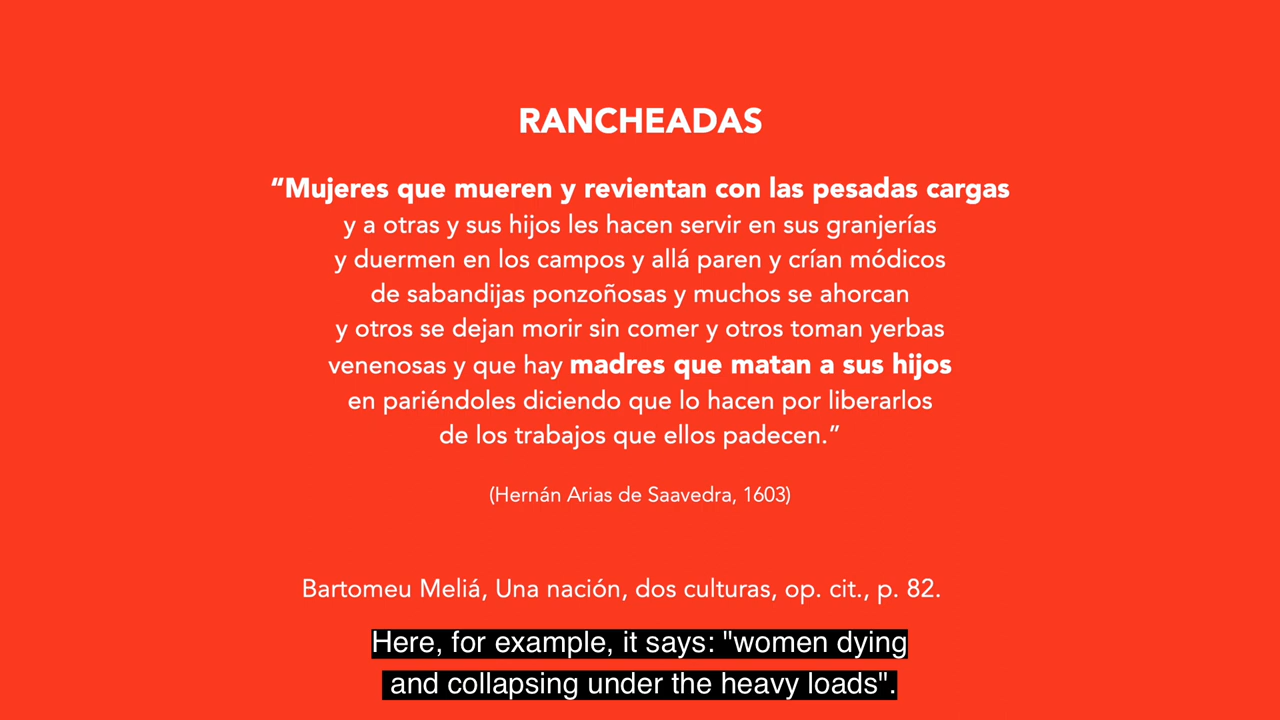 RANCHEADAS
“Mujeres que mueren y revientan con las pesadas cargas
y a otras y sus hijos les hacen servir en sus granjerías
y duermen en los campos y allá paren y crían módicos
de sabandijas ponzoñosas y muchos se ahorcan
y otros se dejan morir sin comer y otros toman yerbas
venenosas y que hay madres que matan a sus hijos
en pariéndoles diciendo que lo hacen por liberarlos
de los trabajos que ellos padecen.”
(Hernán Arias de Saavedra, 1603)
Bartomeu Meliá, Una nación, dos culturas, op. cit., p. 82.
Here, for example, it says: "women dying
and collapsing under the heavy loads".